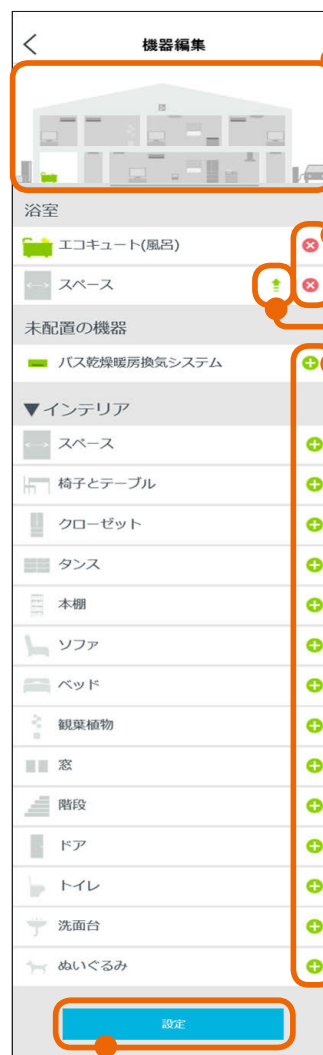 機器編集
浴室
エコキュート(風呂)
スペース
未配置の機器
バス乾燥暖房換気システム
▼インテリア
スペース
椅子とテーブル
クローゼット
タンス
本棚
ソファ
ベッド
観葉植物
窓
階段
ドア
トイレ
洗面台
ぬいぐるみ
設定